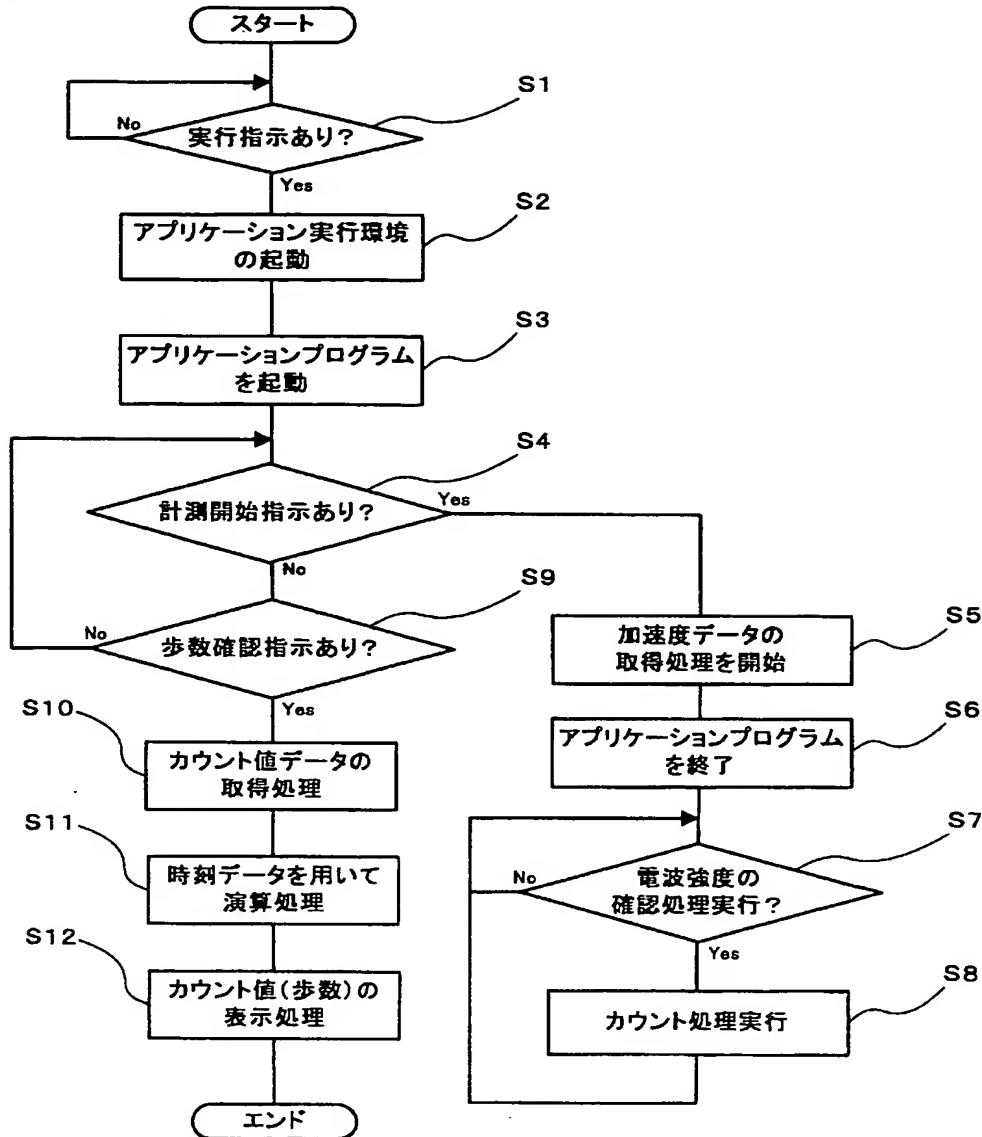 スタート
S1
No
実行指示あり?
Yes
S2
アプリケーション実行環境
の起動
S3
アプリケーションプログラム
を起動
S4
計測開始指示あり?
Yes
No
S9
No
歩数確認指示あり?
Yes
S5
加速度データの
取得処理を開始
S6
アプリケーションプログラム
を終了
S7
No
電波強度の
確認処理実行?
Yes
S8
カウント処理実行
S10
カウント値データの
取得処理
S11
時刻データを用いて
演算処理
S12
カウント値(歩数)の
表示処理
エンド